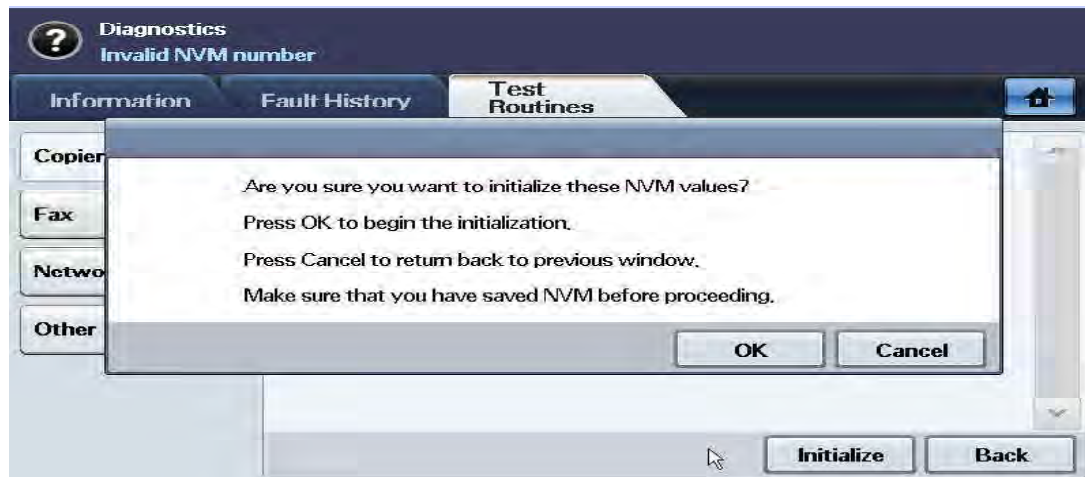 Diagnostics
Invalid NVM number
Information
Fault History
Test
Routines
Copier
Fax
Netwo
Other
Are you sure you want to initialize these NVM values?
Press OK to begin the initialization.
Press Cancel to return back to previous window.
Make sure that you have saved NVM before proceeding.
OK
Cancel
Initialize
Back